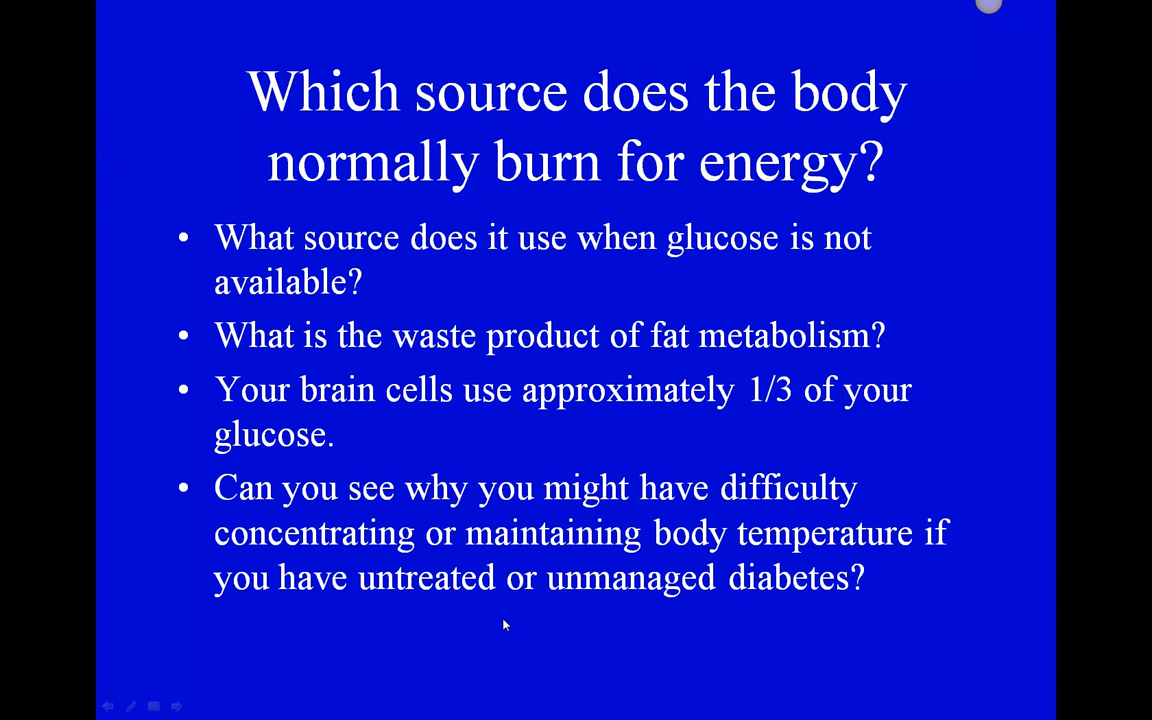 Which source does the body
normally burn for energy?
• What source does it use when glucose is not
available?
• What is the waste product of fat metabolism?
• Your brain cells use approximately 1/3 of your
glucose.
• Can you see why you might have difficulty
concentrating or maintaining body temperature if
you have untreated or unmanaged diabetes?